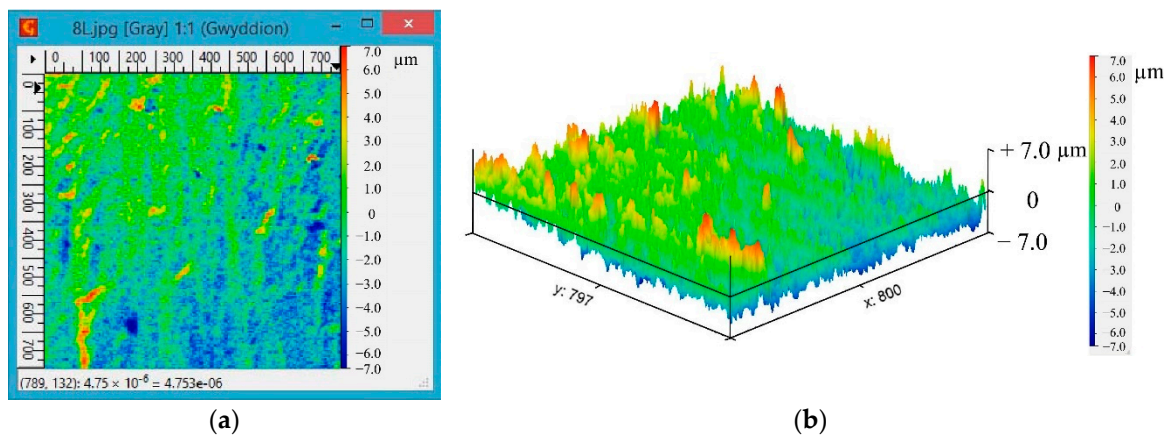 8L.jpg [Gray] 1:1 (Gwyddion)
0 100 200 300 400 500 600 700
0 100 200 300 400 500 600 700
7.0 µm
6.0
5.0
4.0
3.0
2.0
1.0
0
−1.0
−2.0
−3.0
−4.0
−5.0
−6.0
−7.0
(789, 132): 4.75 × 10⁻⁶ = 4.753e-06
(a)
y: 797
x: 800
+ 7.0 µm
0
− 7.0
7.0 µm
6.0
5.0
4.0
3.0
2.0
1.0
0
−1.0
−2.0
−3.0
−4.0
−5.0
−6.0
−7.0
(b)